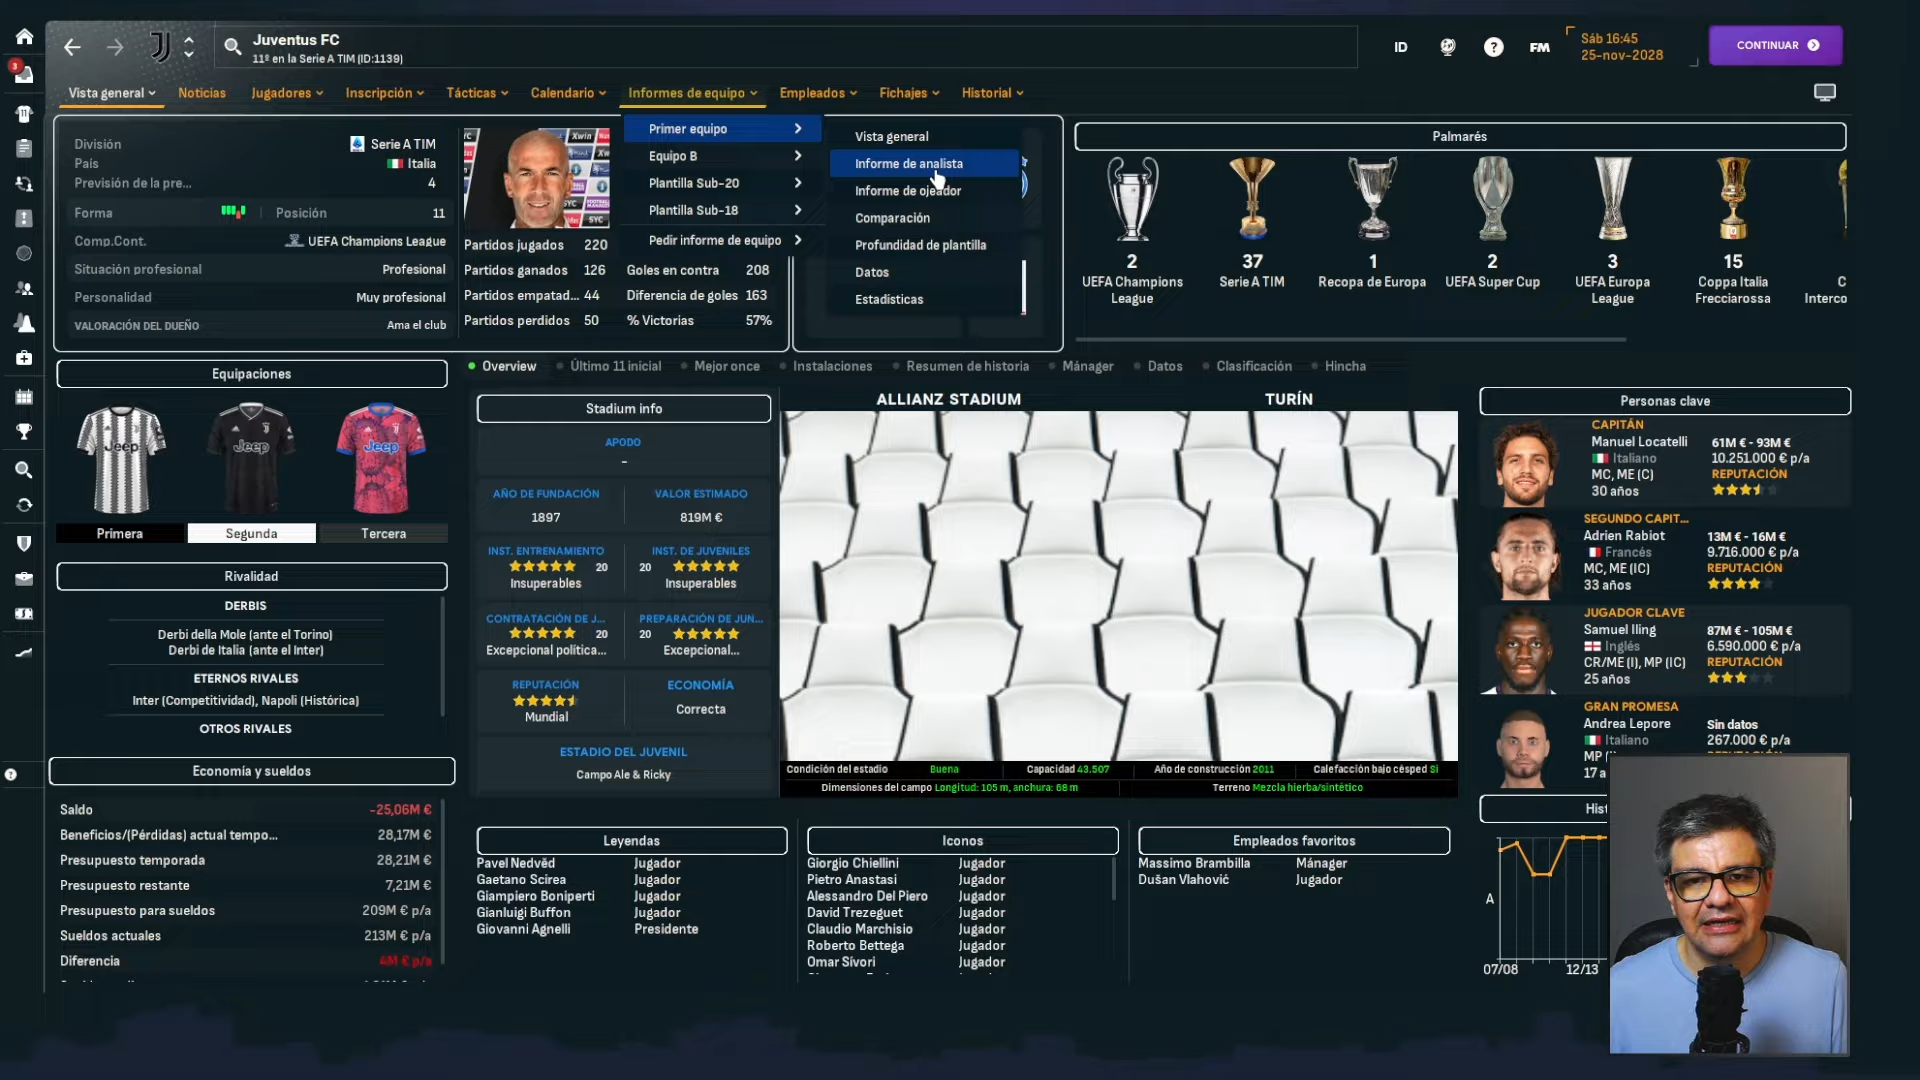 Juventus FC
11º en la Serie A TIM (ID:1139)
ID
FM
Sáb 16:45
25-nov-2028
CONTINUAR
3
11
Vista general
Noticias
Jugadores
Inscripción
Tácticas
Calendario
Informes de equipo
Empleados
Fichajes
Historial
División
Serie A TIM
País
Italia
Previsión de la pre...
4
Forma
Posición
11
Comp.Cont.
UEFA Champions League
Situación profesional
Profesional
Personalidad
Muy profesional
VALORACIÓN DEL DUEÑO
Ama el club
Partidos jugados 220
Partidos ganados 126
Partidos empatad... 44
Partidos perdidos 50
Goles en contra 208
Diferencia de goles 163
% Victorias 57%
Primer equipo
Equipo B
Plantilla Sub-20
Plantilla Sub-18
Pedir informe de equipo
Vista general
Informe de analista
Informe de ojeador
Comparación
Profundidad de plantilla
Datos
Estadísticas
Palmarés
2
UEFA Champions
League
37
Serie A TIM
1
Recopa de Europa
2
UEFA Super Cup
3
UEFA Europa
League
15
Coppa Italia
Frecciarossa
C
Interco
Equipaciones
Jeep
Jeep
Jeep
Primera
Segunda
Tercera
Rivalidad
DERBIS
Derbi della Mole (ante el Torino)
Derbi de Italia (ante el Inter)
ETERNOS RIVALES
Inter (Competitividad), Napoli (Histórica)
OTROS RIVALES
Economía y sueldos
Saldo -25,06M €
Beneficios/(Pérdidas) actual tempo... 28,17M €
Presupuesto temporada 28,21M €
Presupuesto restante 7,21M €
Presupuesto para sueldos 209M € p/a
Sueldos actuales 213M € p/a
Diferencia 4M € p/a
Overview
Último 11 inicial
Mejor once
Instalaciones
Resumen de historia
Mánager
Datos
Clasificación
Hincha
Stadium info
APODO
-
AÑO DE FUNDACIÓN
1897
VALOR ESTIMADO
819M €
INST. ENTRENAMIENTO
20
Insuperables
INST. DE JUVENILES
20
Insuperables
CONTRATACIÓN DE J...
20
Excepcional política...
PREPARACIÓN DE JUN...
20
Excepcional...
REPUTACIÓN
Mundial
ECONOMÍA
Correcta
ESTADIO DEL JUVENIL
Campo Ale & Ricky
ALLIANZ STADIUM
TURÍN
Condición del estadio Buena
Capacidad 43.507
Año de construcción 2011
Calefacción bajo césped Sí
Dimensiones del campo Longitud: 105 m, anchura: 68 m
Terreno Mezcla hierba/sintético
Leyendas
Pavel Nedvěd Jugador
Gaetano Scirea Jugador
Giampiero Boniperti Jugador
Gianluigi Buffon Jugador
Giovanni Agnelli Presidente
Iconos
Giorgio Chiellini Jugador
Pietro Anastasi Jugador
Alessandro Del Piero Jugador
David Trezeguet Jugador
Claudio Marchisio Jugador
Roberto Bettega Jugador
Omar Sívori Jugador
Empleados favoritos
Massimo Brambilla Mánager
Dušan Vlahović Jugador
Personas clave
CAPITÁN
Manuel Locatelli
Italiano
MC, ME (C)
30 años
61M € - 93M €
10.251.000 € p/a
REPUTACIÓN
SEGUNDO CAPIT...
Adrien Rabiot
Francés
MC, ME (IC)
33 años
13M € - 16M €
9.716.000 € p/a
REPUTACIÓN
JUGADOR CLAVE
Samuel Iling
Inglés
CR/ME (I), MP (IC)
25 años
87M € - 105M €
6.590.000 € p/a
REPUTACIÓN
GRAN PROMESA
Andrea Lepore
Italiano
MP
17 a
Sin datos
267.000 € p/a
Hist
A
07/08
12/13